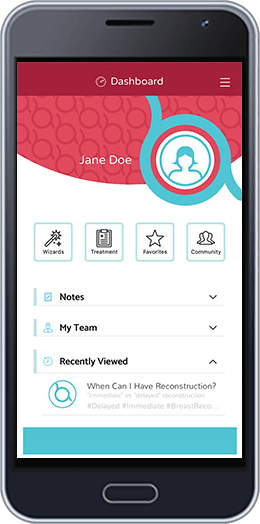 Dashboard
Jane Doe
Wizards
Treatment
Favorites
Community
Notes
My Team
Recently Viewed
When Can I Have Reconstruction?
"Immediate" vs "delayed" reconstruction
#Delayed #Immediate #BreastReco...